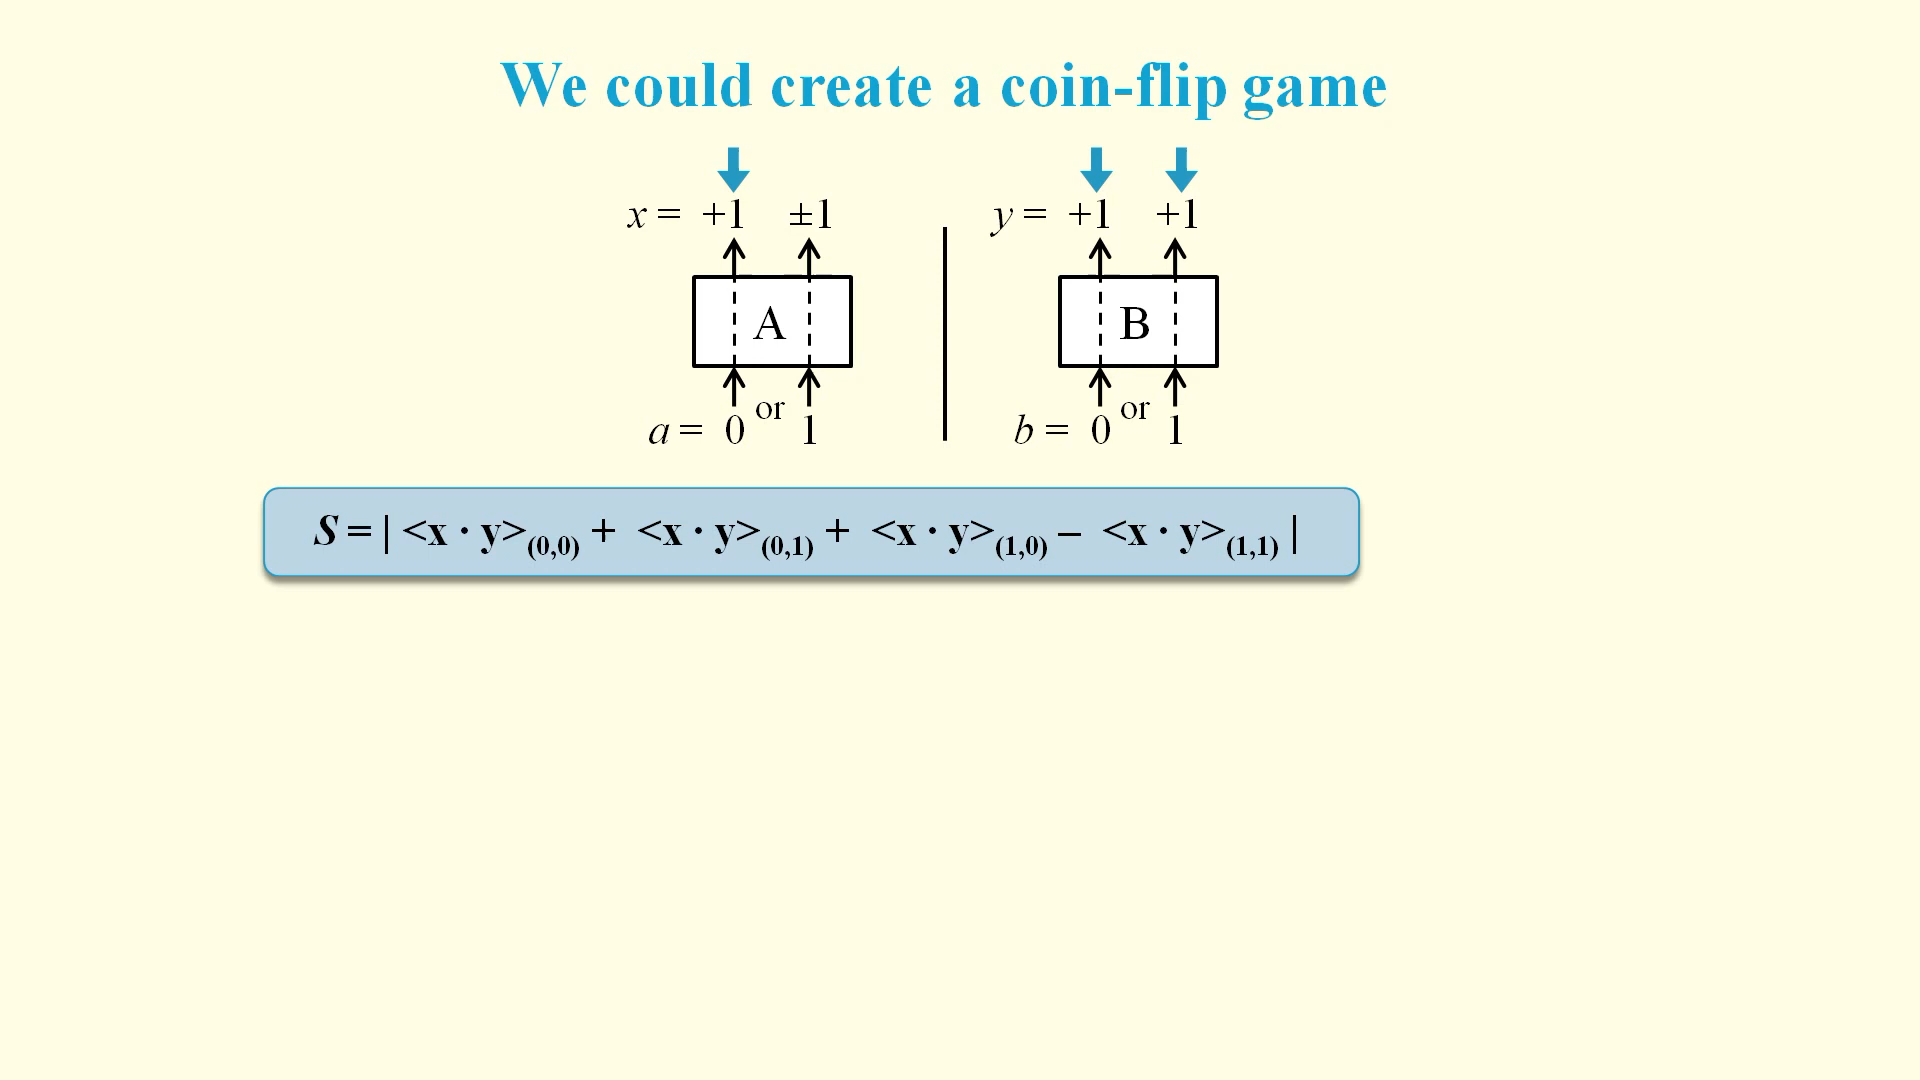 We could create a coin-flip game
x = +1 ±1 y = +1 +1
A B
a = 0 or 1 b = 0 or 1
S = | <x · y>(0,0) + <x · y>(0,1) + <x · y>(1,0) – <x · y>(1,1) |